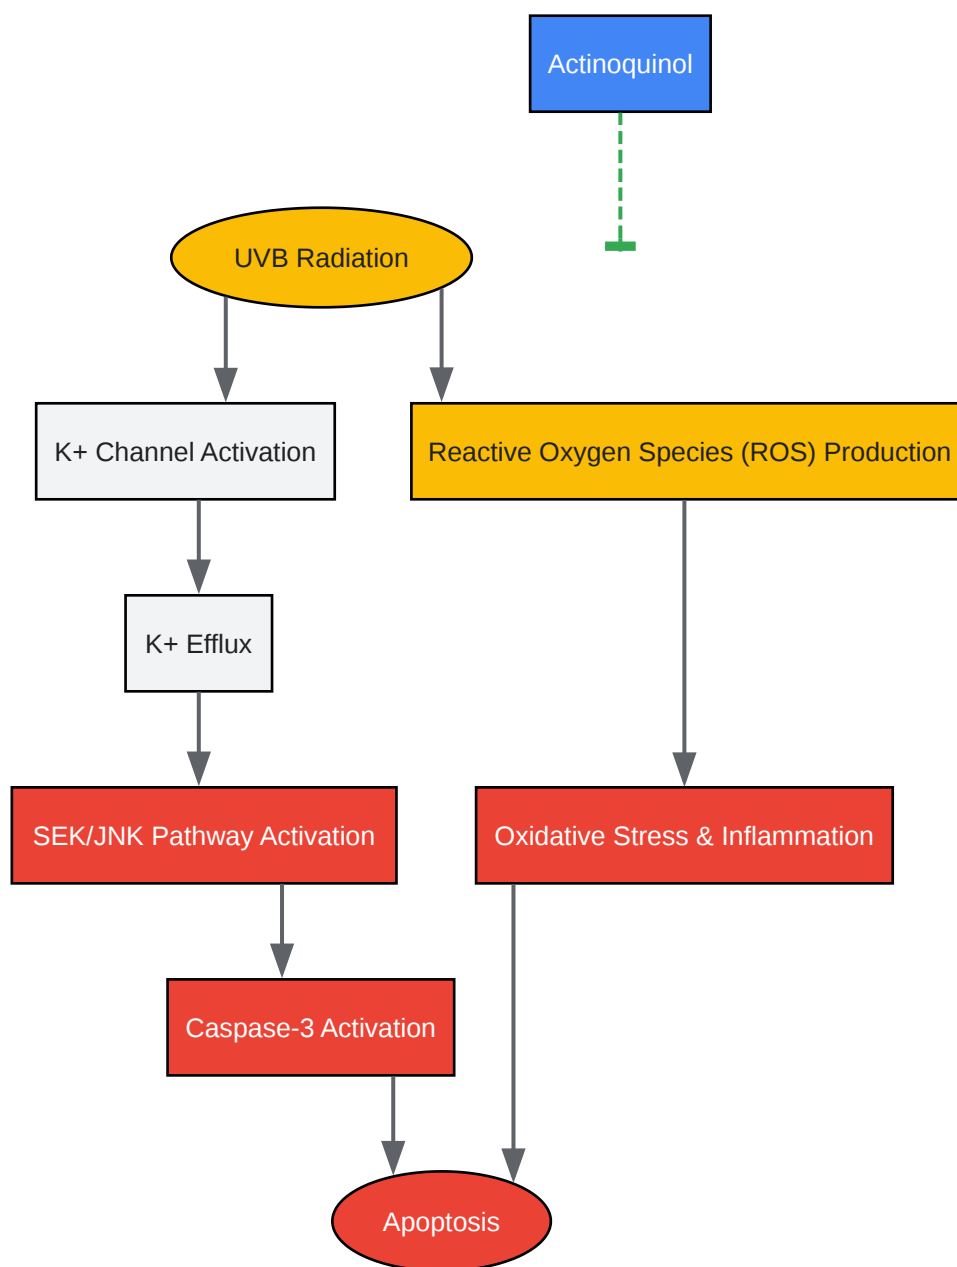 Actinoquinol
UVB Radiation
K+ Channel Activation
Reactive Oxygen Species (ROS) Production
K+ Efflux
SEK/JNK Pathway Activation
Oxidative Stress & Inflammation
Caspase-3 Activation
Apoptosis